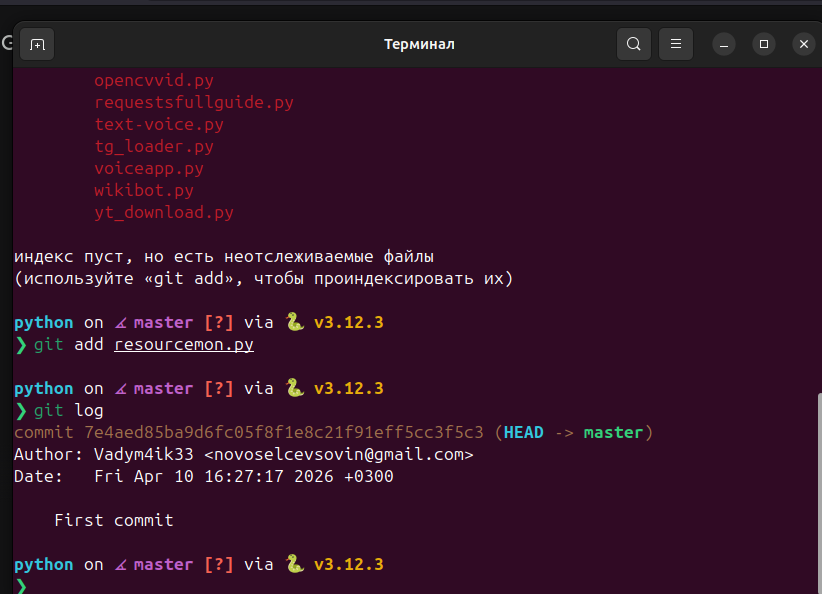 Терминал
opencvvid.py
requestsfullguide.py
text-voice.py
tg_loader.py
voiceapp.py
wikibot.py
yt_download.py
индекс пуст, но есть неотслеживаемые файлы
(используйте «git add», чтобы проиндексировать их)
python on master [?] via 🐍 v3.12.3
❯ git add resourcemon.py
python on master [?] via 🐍 v3.12.3
❯ git log
commit 7e4aed85ba9d6fc05f8f1e8c21f91eff5cc3f5c3 (HEAD -> master)
Author: Vadym4ik33 <novoselcevsovin@gmail.com>
Date:   Fri Apr 10 16:27:17 2026 +0300
First commit
python on master [?] via 🐍 v3.12.3
❯